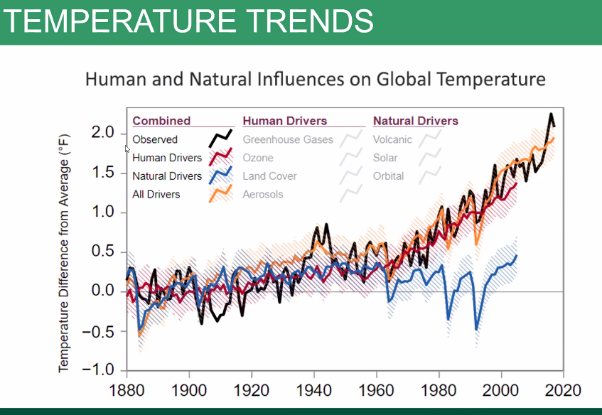 TEMPERATURE TRENDS
Human and Natural Influences on Global Temperature
Combined Human Drivers Natural Drivers
Observed Greenhouse Gases Volcanic
Human Drivers Ozone Solar
Natural Drivers Land Cover Orbital
All Drivers Aerosols
Temperature Difference from Average (°F)
2.0
1.5
1.0
0.5
0.0
−0.5
−1.0
1880 1900 1920 1940 1960 1980 2000 2020